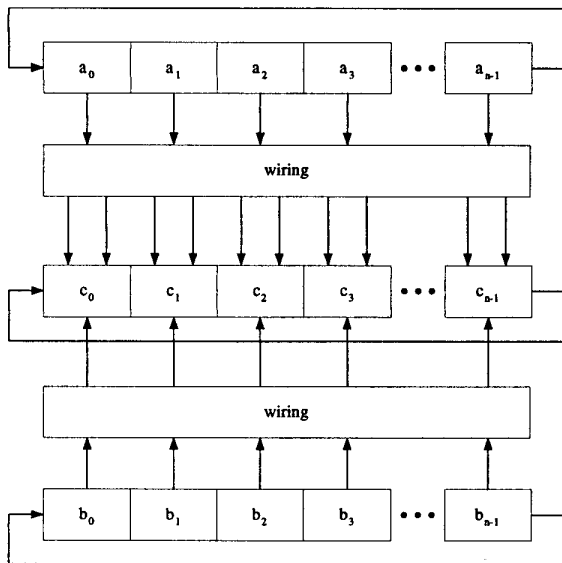 a₀ a₁ a₂ a₃ ••• aₙ₋₁
wiring
c₀ c₁ c₂ c₃ ••• cₙ₋₁
wiring
b₀ b₁ b₂ b₃ ••• bₙ₋₁